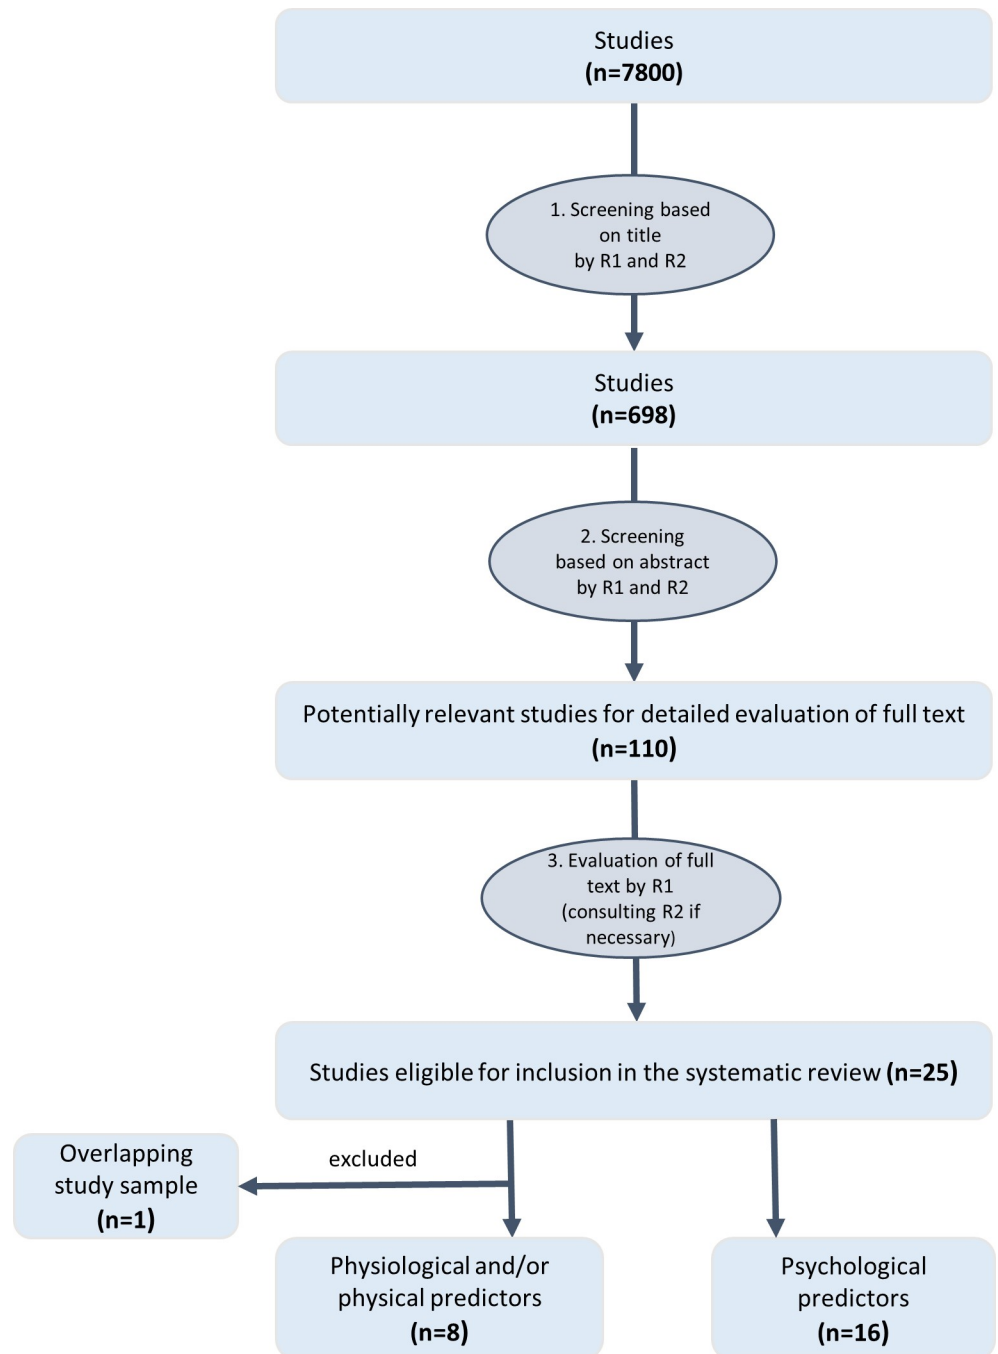 Studies
(n=7800)
1. Screening based
on title
by R1 and R2
Studies
(n=698)
2. Screening
based on abstract
by R1 and R2
Potentially relevant studies for detailed evaluation of full text
(n=110)
3. Evaluation of full
text by R1
(consulting R2 if
necessary)
Studies eligible for inclusion in the systematic review (n=25)
Overlapping
study sample
(n=1)
excluded
Physiological and/or
physical predictors
(n=8)
Psychological
predictors
(n=16)